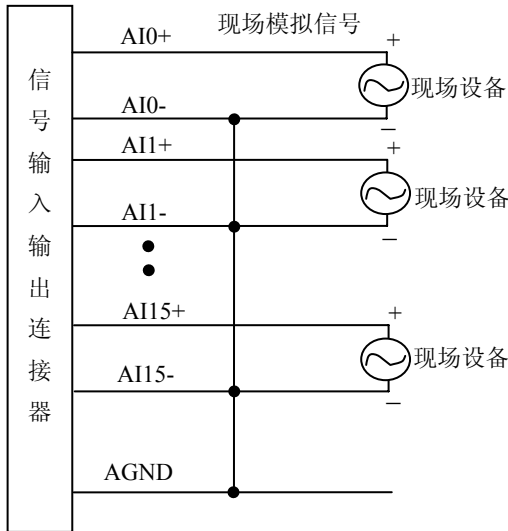 信号输入输出连接器
现场模拟信号
AI0+
+
现场设备
AI0-
−
AI1+
+
现场设备
AI1-
−
AI15+
+
现场设备
AI15-
−
AGND